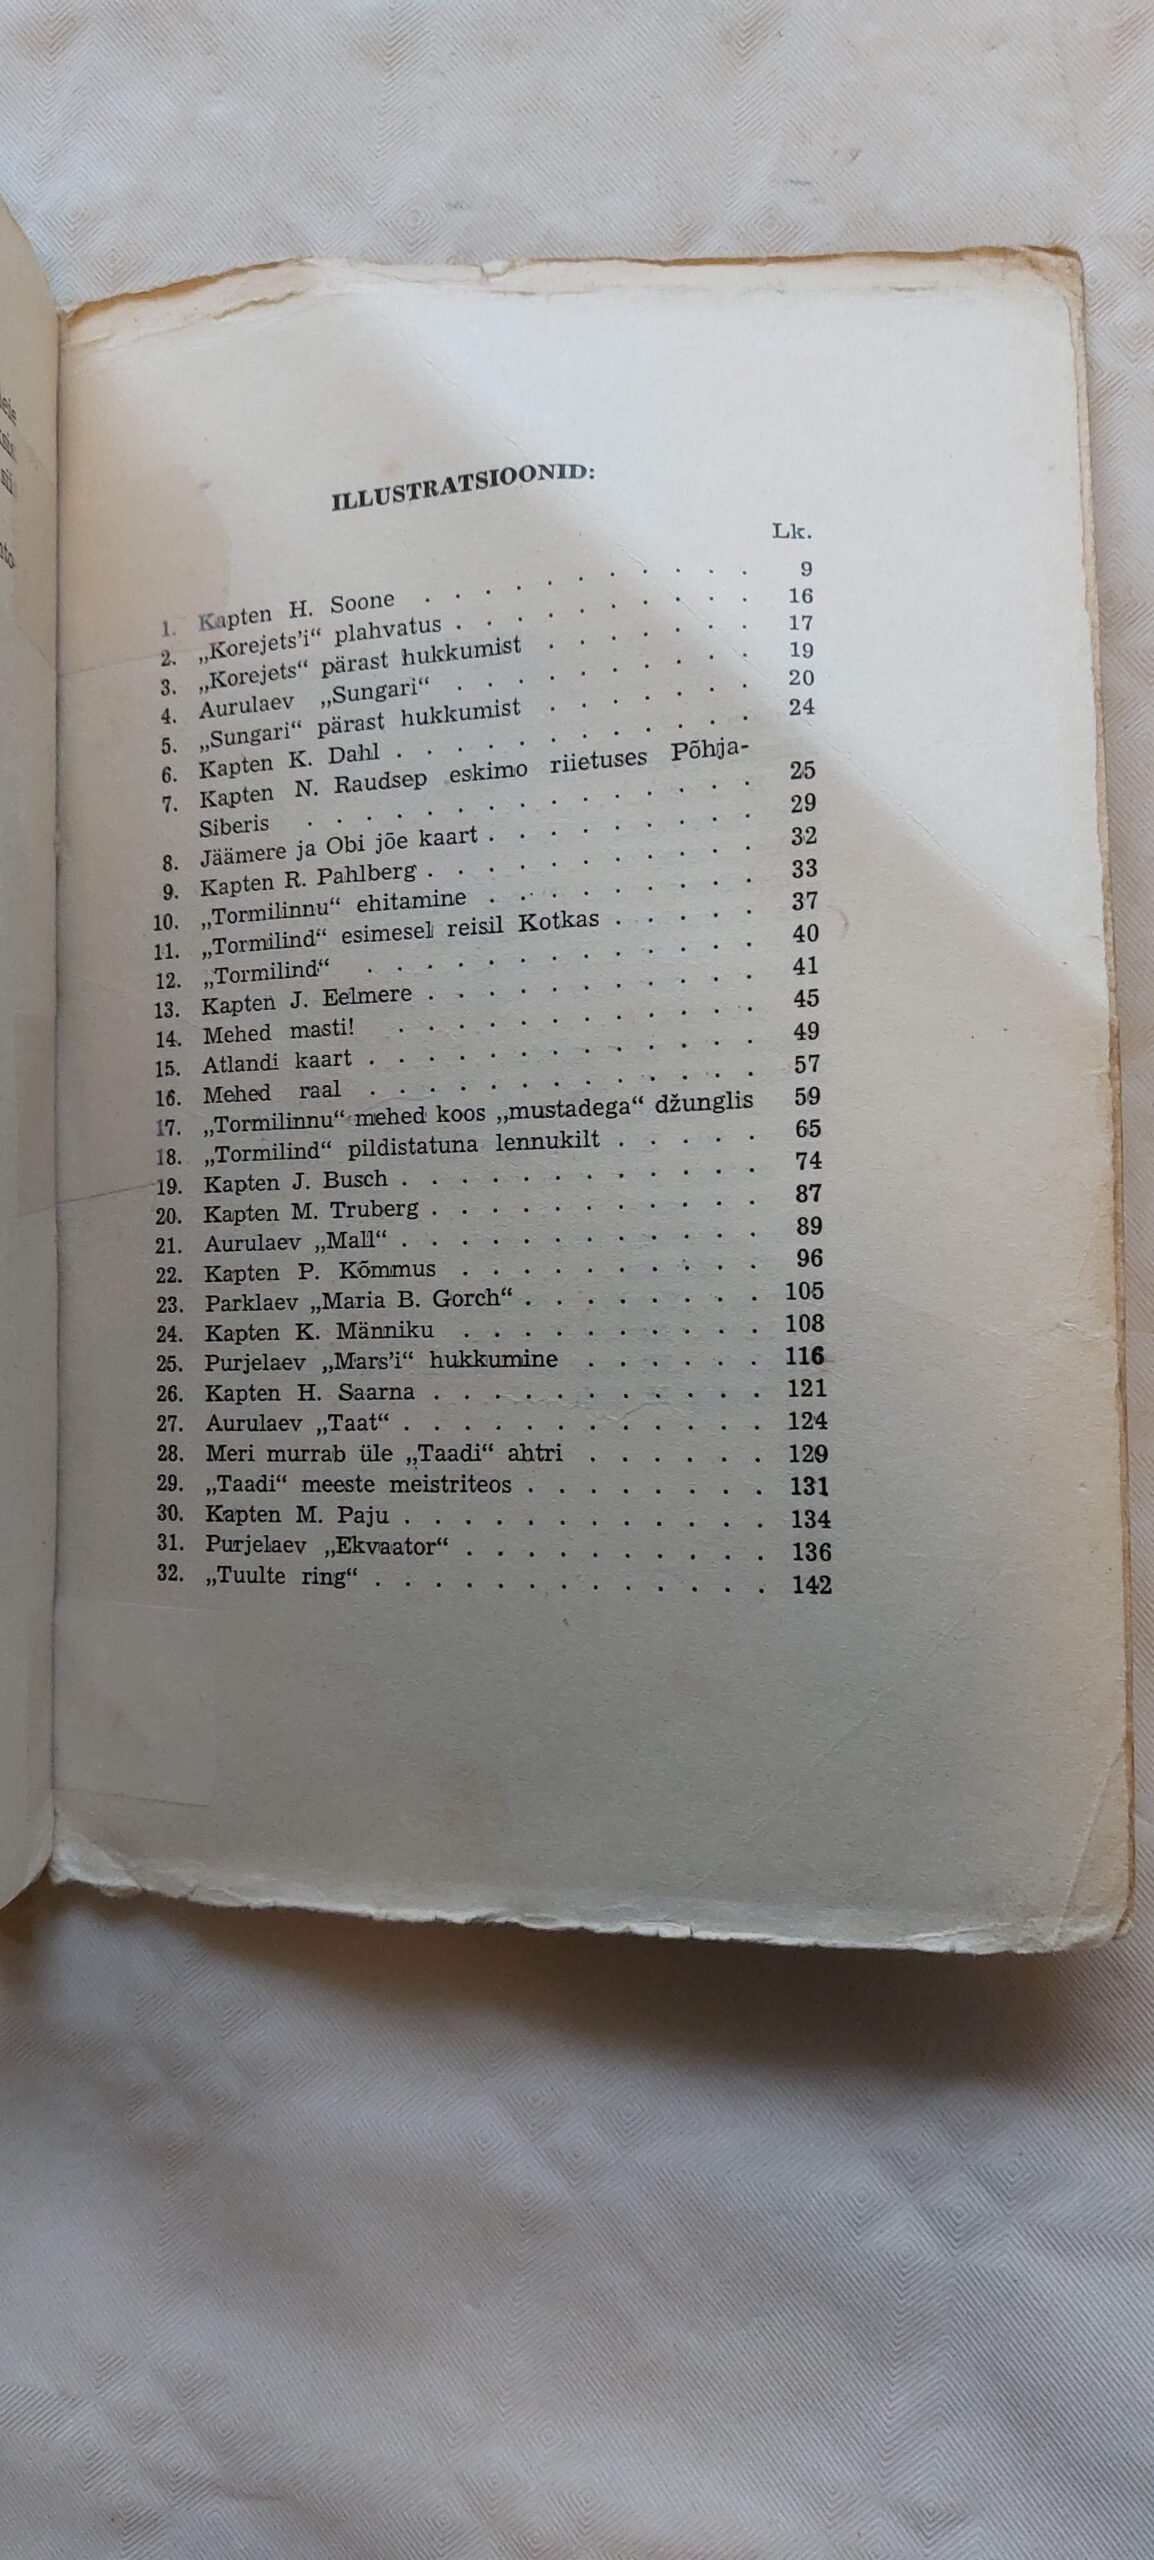 ILLUSTRATSIOONID:
Lk.
1. Kapten H. Soone . . . . . . . . . . . 9
2. „Korejets'i“ plahvatus . . . . . . . . . . 16
3. „Korejets“ pärast hukkumist . . . . . . . 17
4. Aurulaev „Sungari“ . . . . . . . . . . 19
5. „Sungari“ pärast hukkumist . . . . . . . 20
6. Kapten K. Dahl . . . . . . . . . . . . 24
7. Kapten N. Raudsep eskimo riietuses Põhja-
Siberis . . . . . . . . . . . . . . . 25
8. Jäämere ja Obi jõe kaart . . . . . . . . . 29
9. Kapten R. Pahlberg . . . . . . . . . . . 32
10. „Tormilinnu“ ehitamine . . . . . . . . . 33
11. „Tormilind“ esimesel reisil Kotkas . . . . . 37
12. „Tormilind“ . . . . . . . . . . . . . 40
13. Kapten J. Eelmere . . . . . . . . . . . 41
14. Mehed masti! . . . . . . . . . . . . 45
15. Atlandi kaart . . . . . . . . . . . . . 49
16. Mehed raal . . . . . . . . . . . . . 57
17. „Tormilinnu“ mehed koos „mustadega“ džunglis 59
18. „Tormilind“ pildistatuna lennukilt . . . . . 65
19. Kapten J. Busch . . . . . . . . . . . . 74
20. Kapten M. Truberg . . . . . . . . . . . 87
21. Aurulaev „Mall“ . . . . . . . . . . . . 89
22. Kapten P. Kõmmus . . . . . . . . . . 96
23. Parklaev „Maria B. Gorch“ . . . . . . . . 105
24. Kapten K. Männiku . . . . . . . . . . 108
25. Purjelaev „Mars'i“ hukkumine . . . . . . 116
26. Kapten H. Saarna . . . . . . . . . . . 121
27. Aurulaev „Taat“ . . . . . . . . . . . . 124
28. Meri murrab üle „Taadi“ ahtri . . . . . . 129
29. „Taadi“ meeste meistriteos . . . . . . . . 131
30. Kapten M. Paju . . . . . . . . . . . . 134
31. Purjelaev „Ekvaator“ . . . . . . . . . . 136
32. „Tuulte ring“ . . . . . . . . . . . . . 142